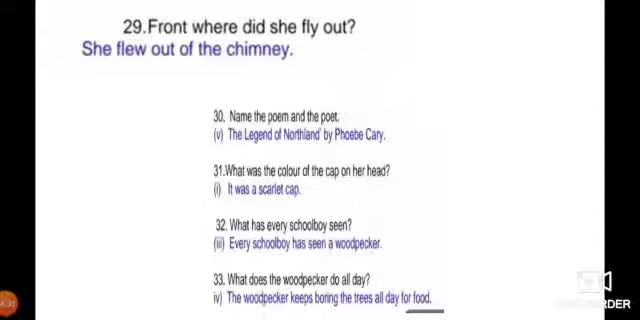 29.Front where did she fly out?
She flew out of the chimney.
30. Name the poem and the poet.
(v) The Legend of Northland' by Phoebe Cary.
31.What was the colour of the cap on her head?
(i) It was a scarlet cap.
32. What has every schoolboy seen?
(iii) Every schoolboy has seen a woodpecker.
33. What does the woodpecker do all day?
iv) The woodpecker keeps boring the trees all day for food.